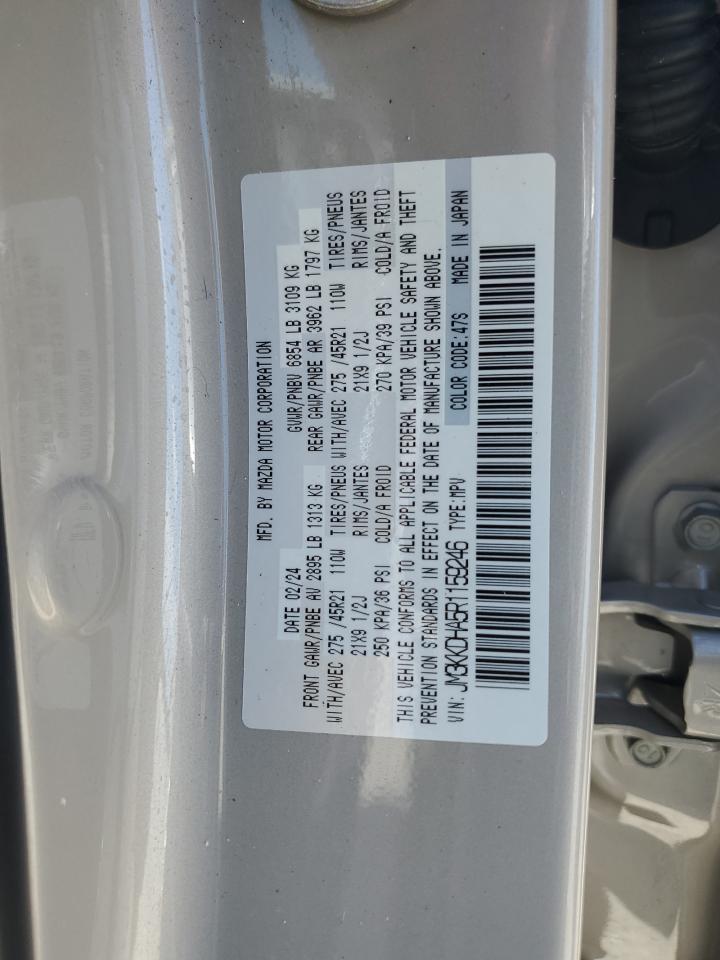 MFD. BY MAZDA MOTOR CORPORATION
DATE 02/24 GVWR/PNBV 6854 LB 3109 KG
FRONT GAWR/PNBE AV 2895 LB 1313 KG REAR GAWR/PNBE AR 3962 LB 1797 KG
WITH/AVEC 275 /45R21 110W TIRES/PNEUS WITH/AVEC 275 /45R21 110W TIRES/PNEUS
21X9 1/2J RIMS/JANTES 21X9 1/2J RIMS/JANTES
250 KPA/36 PSI COLD/A FROID 270 KPA/39 PSI COLD/A FROID
THIS VEHICLE CONFORMS TO ALL APPLICABLE FEDERAL MOTOR VEHICLE SAFETY AND THEFT
PREVENTION STANDARDS IN EFFECT ON THE DATE OF MANUFACTURE SHOWN ABOVE.
VIN: JM3KKDHA5R1159246 TYPE:MPV COLOR CODE:47S MADE IN JAPAN